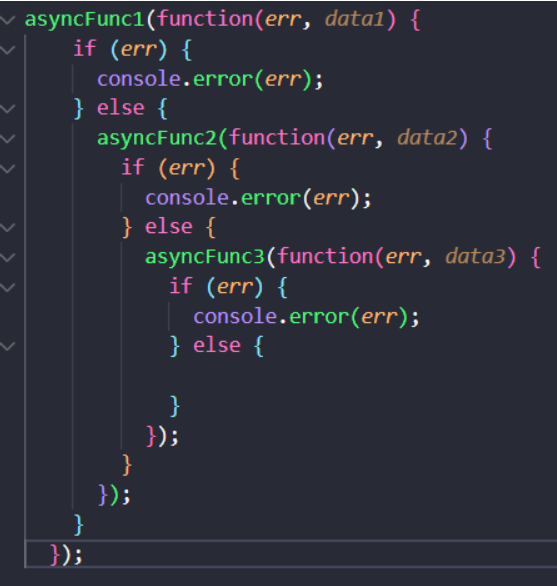 asyncFunc1(function(err, data1) {
    if (err) {
      console.error(err);
    } else {
      asyncFunc2(function(err, data2) {
        if (err) {
          console.error(err);
        } else {
          asyncFunc3(function(err, data3) {
            if (err) {
              console.error(err);
            } else {

            }
          });
        }
      });
    }
  });